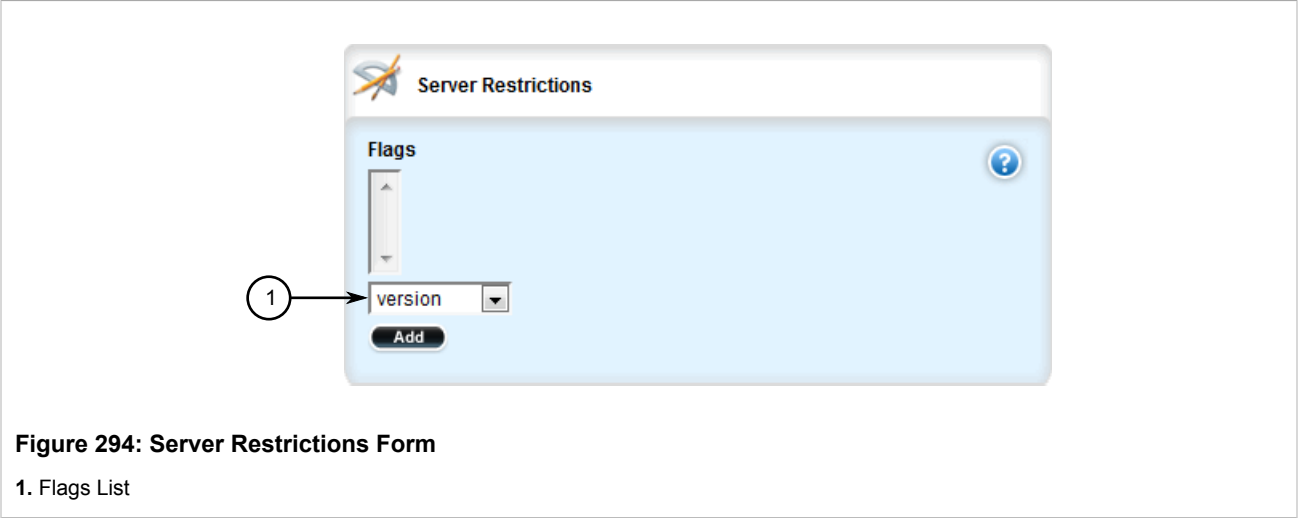 Server Restrictions
Flags
?
1
version
Add
Figure 294: Server Restrictions Form
1. Flags List